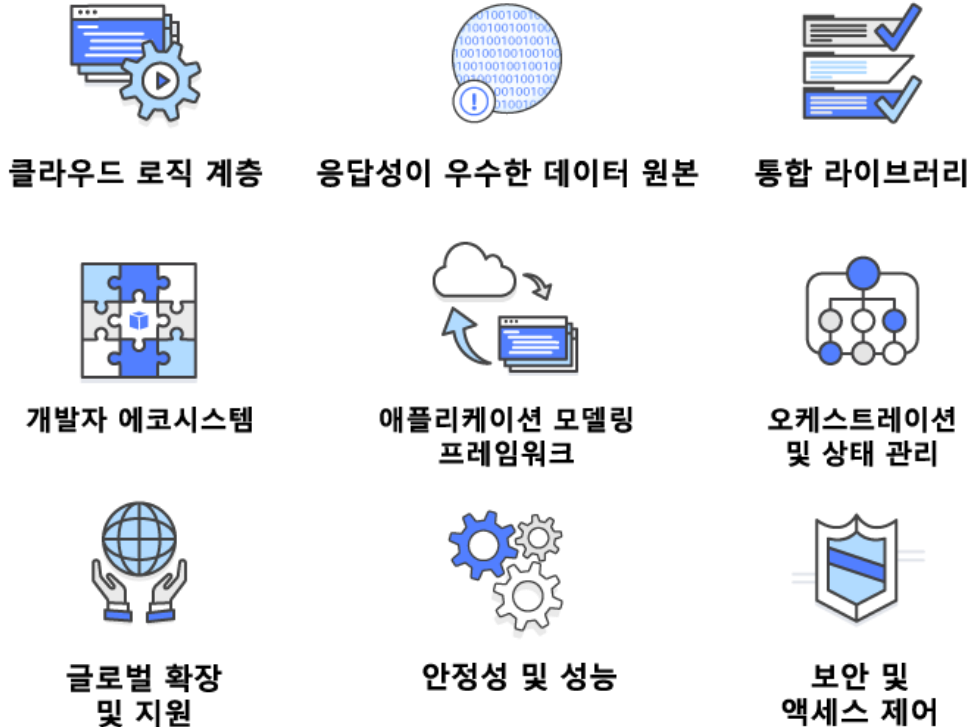 클라우드 로직 계층
응답성이 우수한 데이터 원본
통합 라이브러리
개발자 에코시스템
애플리케이션 모델링
프레임워크
오케스트레이션
및 상태 관리
글로벌 확장
및 지원
안정성 및 성능
보안 및
액세스 제어